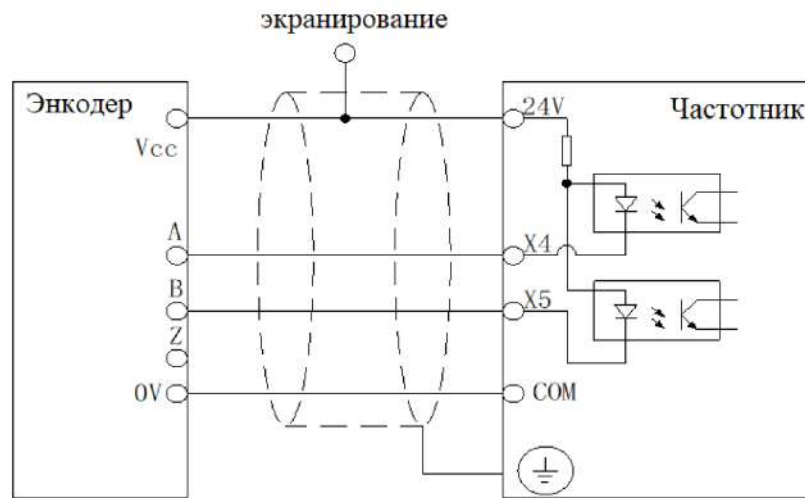 экранирование
Энкодер
Частотник
Vcc
24V
A
X4
B
X5
Z
0V
COM